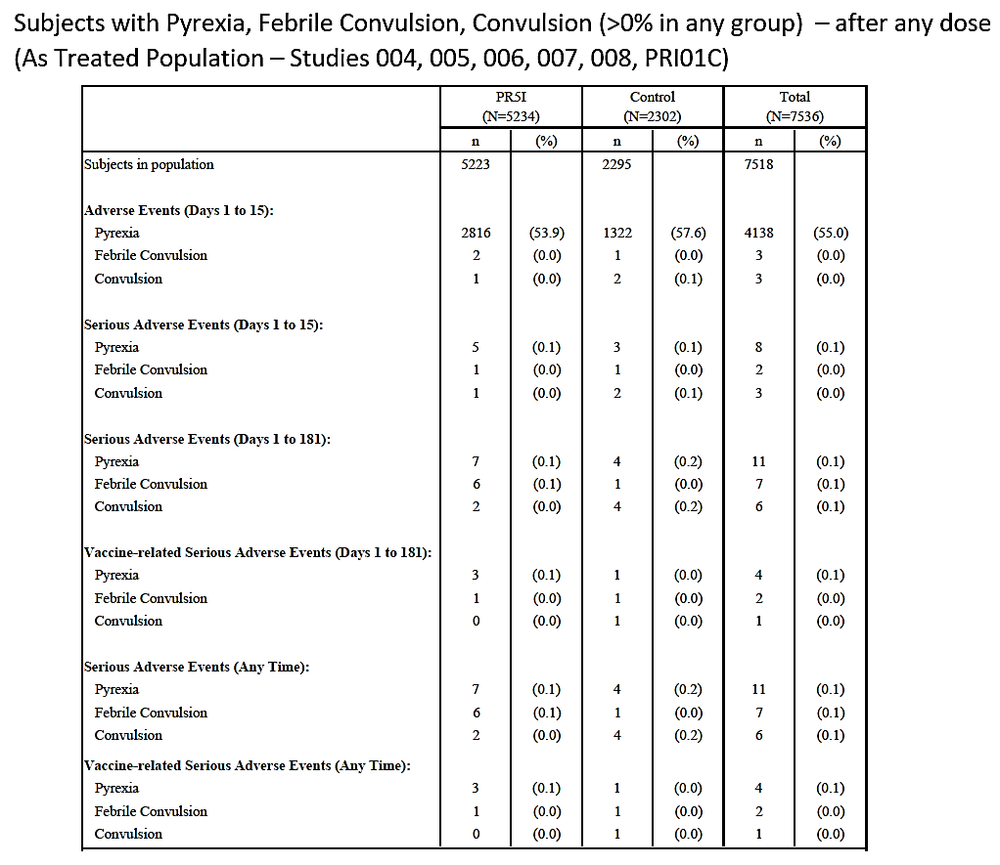 Subjects with Pyrexia, Febrile Convulsion, Convulsion (>0% in any group) – after any dose
(As Treated Population – Studies 004, 005, 006, 007, 008, PRI01C)
PR5I Control Total
(N=5234) (N=2302) (N=7536)
n (%) n (%) n (%)
Subjects in population 5223 2295 7518
Adverse Events (Days 1 to 15):
Pyrexia 2816 (53.9) 1322 (57.6) 4138 (55.0)
Febrile Convulsion 2 (0.0) 1 (0.0) 3 (0.0)
Convulsion 1 (0.0) 2 (0.1) 3 (0.0)
Serious Adverse Events (Days 1 to 15):
Pyrexia 5 (0.1) 3 (0.1) 8 (0.1)
Febrile Convulsion 1 (0.0) 1 (0.0) 2 (0.0)
Convulsion 1 (0.0) 2 (0.1) 3 (0.0)
Serious Adverse Events (Days 1 to 181):
Pyrexia 7 (0.1) 4 (0.2) 11 (0.1)
Febrile Convulsion 6 (0.1) 1 (0.0) 7 (0.1)
Convulsion 2 (0.0) 4 (0.2) 6 (0.1)
Vaccine-related Serious Adverse Events (Days 1 to 181):
Pyrexia 3 (0.1) 1 (0.0) 4 (0.1)
Febrile Convulsion 1 (0.0) 1 (0.0) 2 (0.0)
Convulsion 0 (0.0) 1 (0.0) 1 (0.0)
Serious Adverse Events (Any Time):
Pyrexia 7 (0.1) 4 (0.2) 11 (0.1)
Febrile Convulsion 6 (0.1) 1 (0.0) 7 (0.1)
Convulsion 2 (0.0) 4 (0.2) 6 (0.1)
Vaccine-related Serious Adverse Events (Any Time):
Pyrexia 3 (0.1) 1 (0.0) 4 (0.1)
Febrile Convulsion 1 (0.0) 1 (0.0) 2 (0.0)
Convulsion 0 (0.0) 1 (0.0) 1 (0.0)